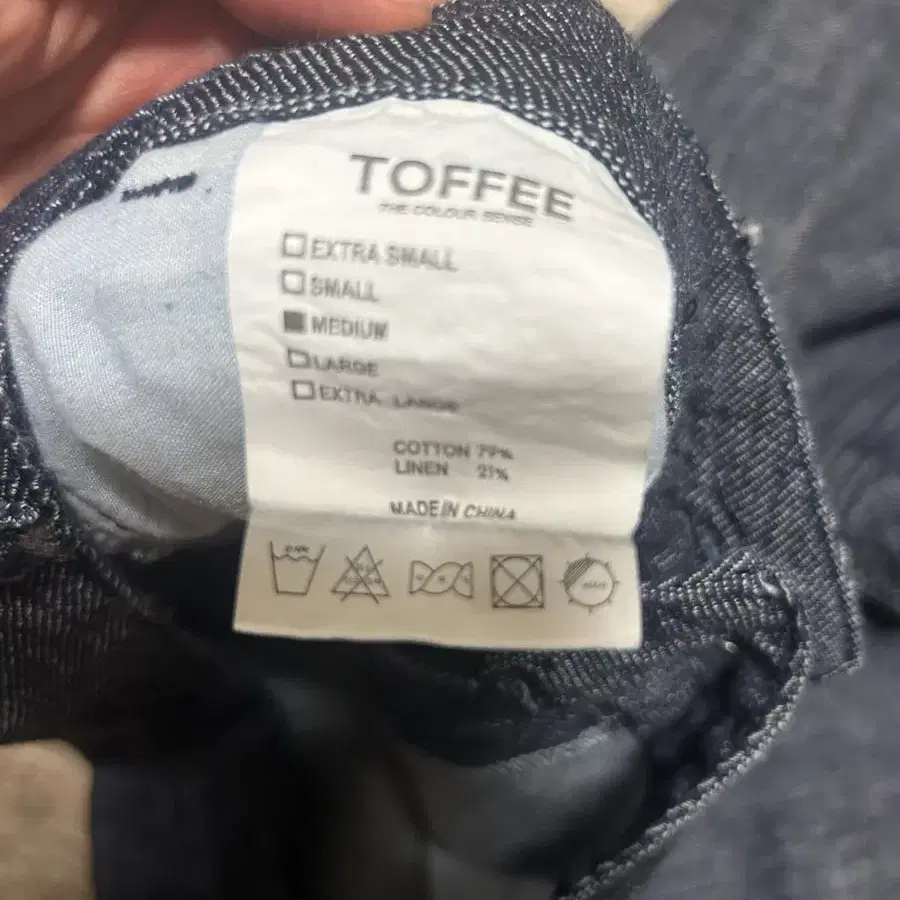 TOFFEE
THE COLOUR SENSE
EXTRA SMALL
SMALL
MEDIUM
LARGE
EXTRA LARGE
COTTON 79%
LINEN 21%
MADE IN CHINA